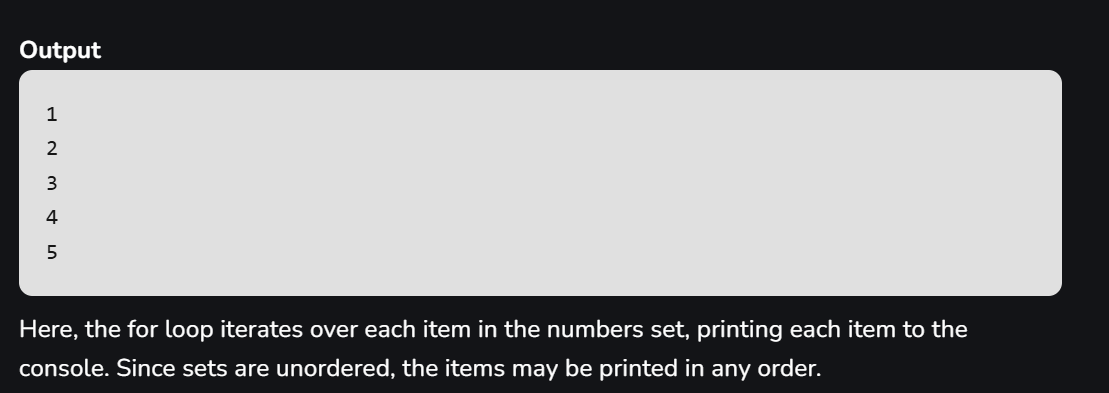 Output
1
2
3
4
5
Here, the for loop iterates over each item in the numbers set, printing each item to the
console. Since sets are unordered, the items may be printed in any order.